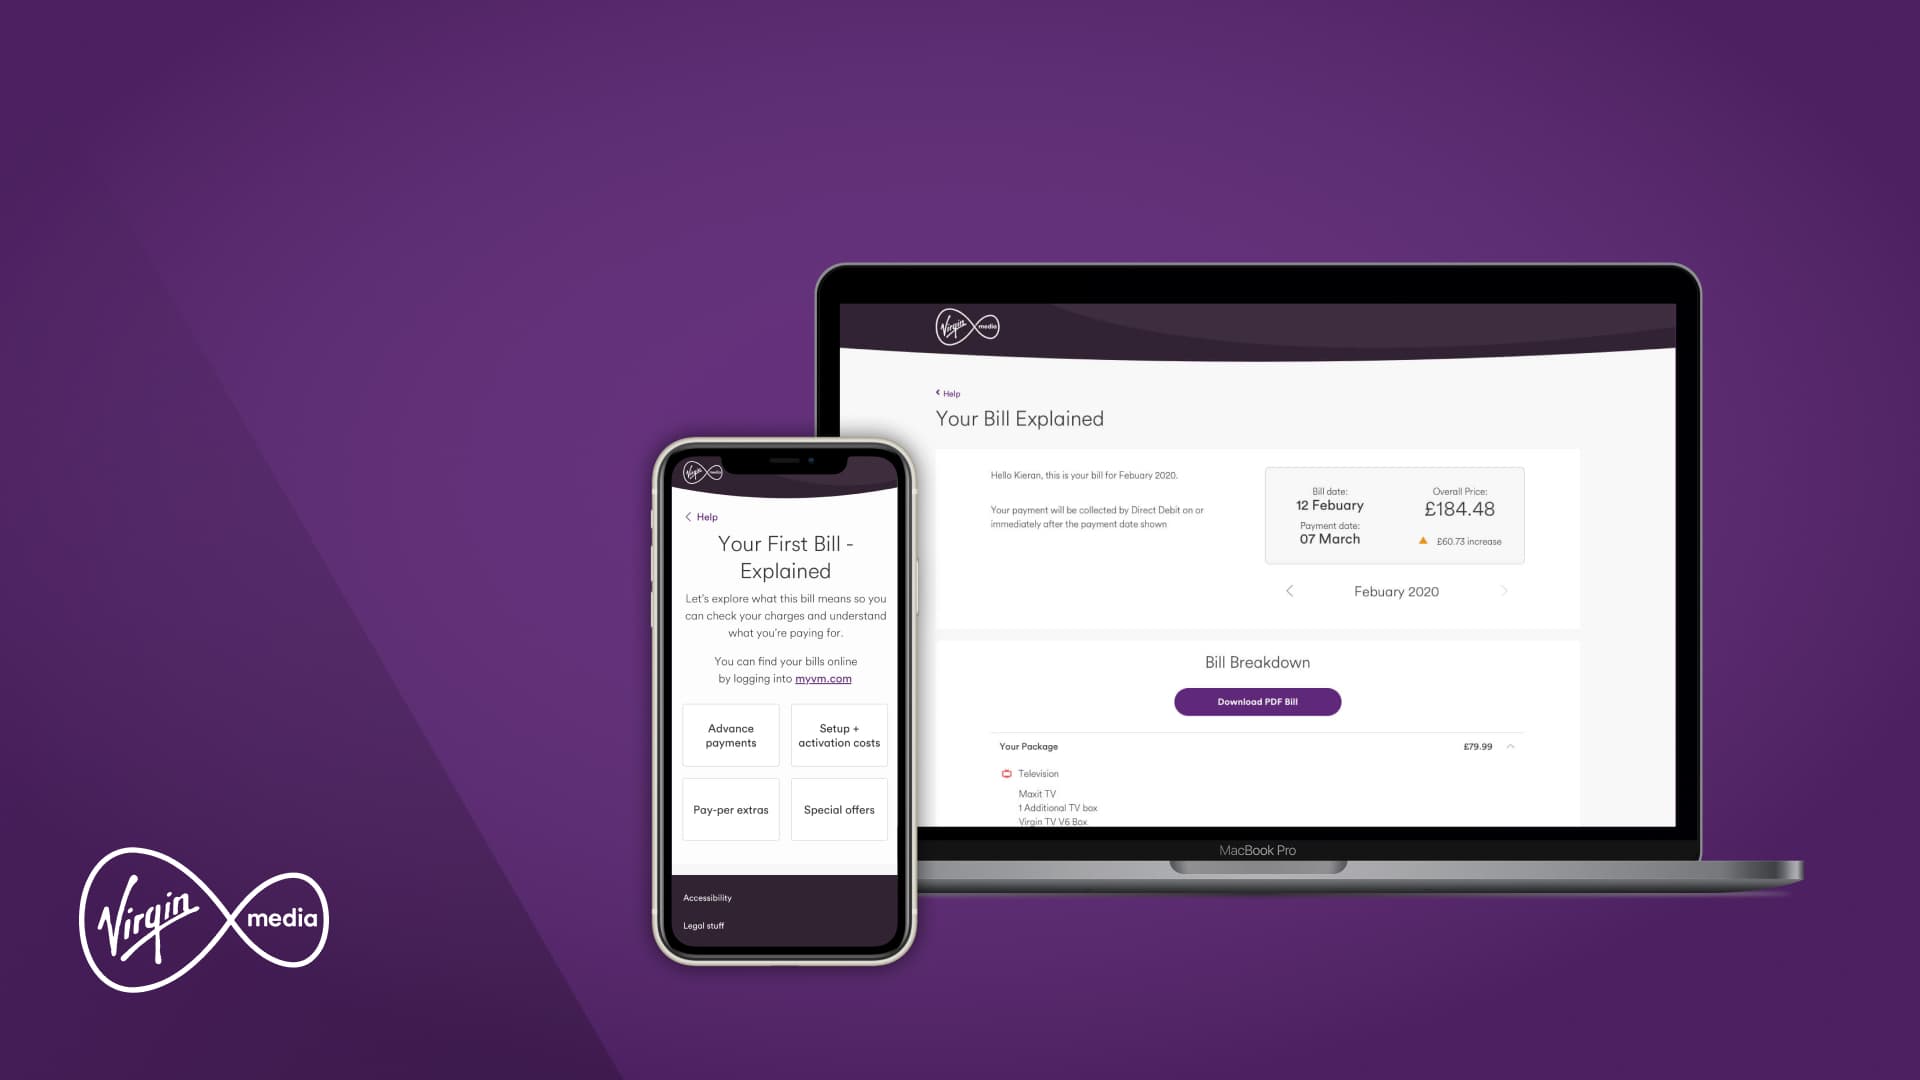 Virgin media
Help
Your Bill Explained
Hello Kieran, this is your bill for Febuary 2020.
Your payment will be collected by Direct Debit on or
immediately after the payment date shown
Bill date:
12 Febuary
Payment date:
07 March
Overall Price:
£184.48
£60.73 increase
Febuary 2020
Bill Breakdown
Download PDF Bill
Your Package
£79.99
Television
Maxit TV
1 Additional TV box
Virgin TV V6 Box
MacBook Pro
Virgin media
Help
Your First Bill -
Explained
Let's explore what this bill means so you
can check your charges and understand
what you're paying for.
You can find your bills online
by logging into myvm.com
Advance
payments
Setup +
activation costs
Pay-per extras
Special offers
Accessibility
Legal stuff
Virgin media